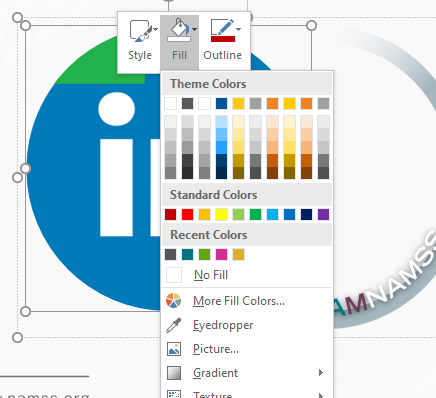 Style
Fill
Outline
Theme Colors
Standard Colors
Recent Colors
No Fill
More Fill Colors...
Eyedropper
Picture...
Gradient
Texture
in
AMNAMSS
.namss.org